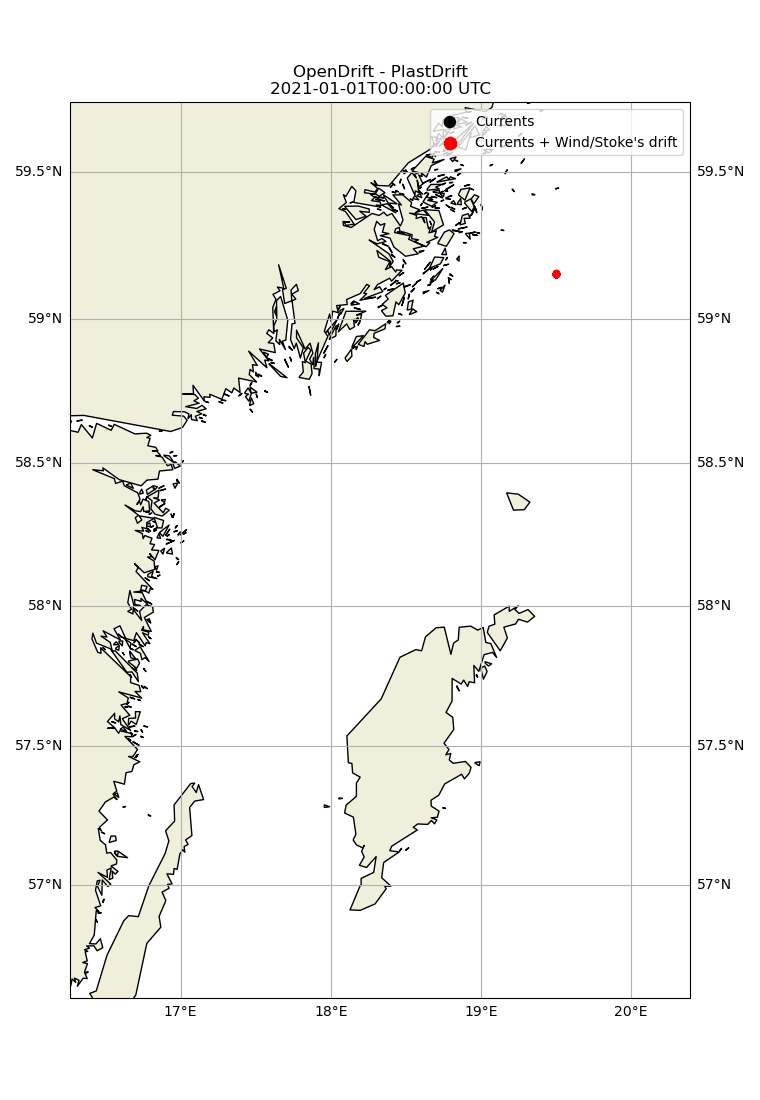 OpenDrift - PlastDrift
2021-01-01T00:00:00 UTC
Currents
Currents + Wind/Stoke's drift
59.5°N 59.5°N
59°N 59°N
58.5°N 58.5°N
58°N 58°N
57.5°N 57.5°N
57°N 57°N
17°E 18°E 19°E 20°E